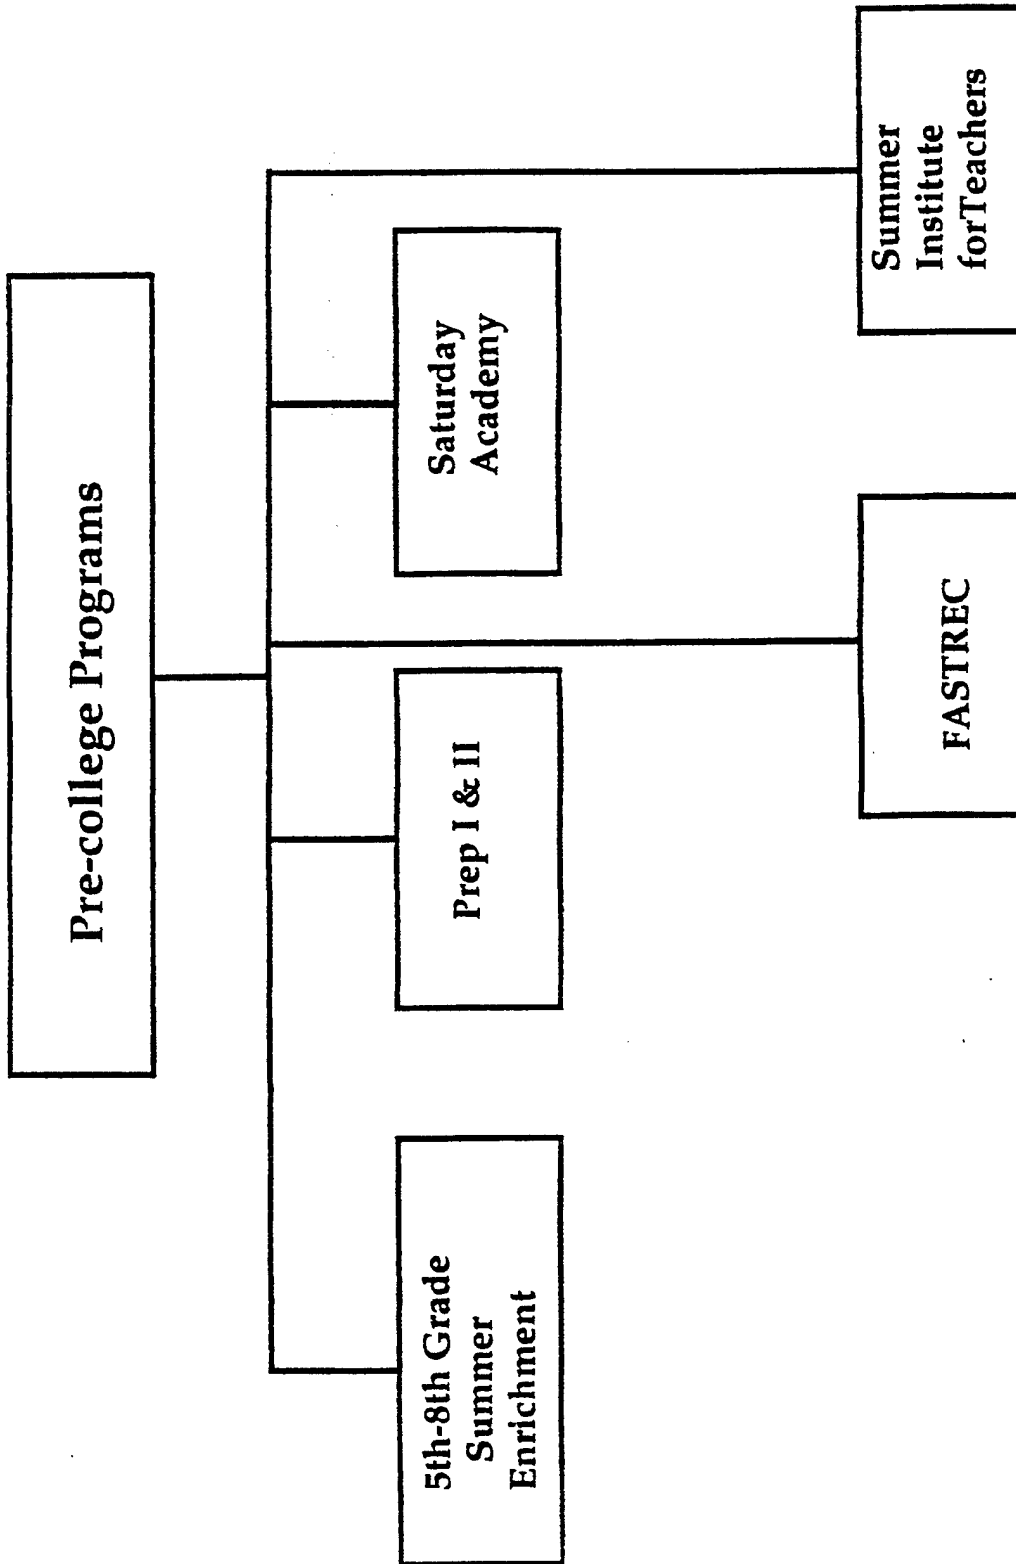 Pre-college Programs
5th-8th Grade
Summer
Enrichment
Prep I & II
Saturday
Academy
FASTREC
Summer
Institute
forTeachers